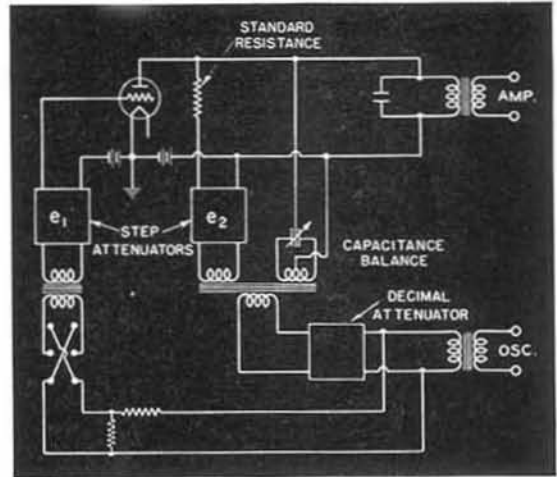 STANDARD
RESISTANCE
AMP.
e₁
STEP
ATTENUATORS
e₂
CAPACITANCE
BALANCE
DECIMAL
ATTENUATOR
OSC.